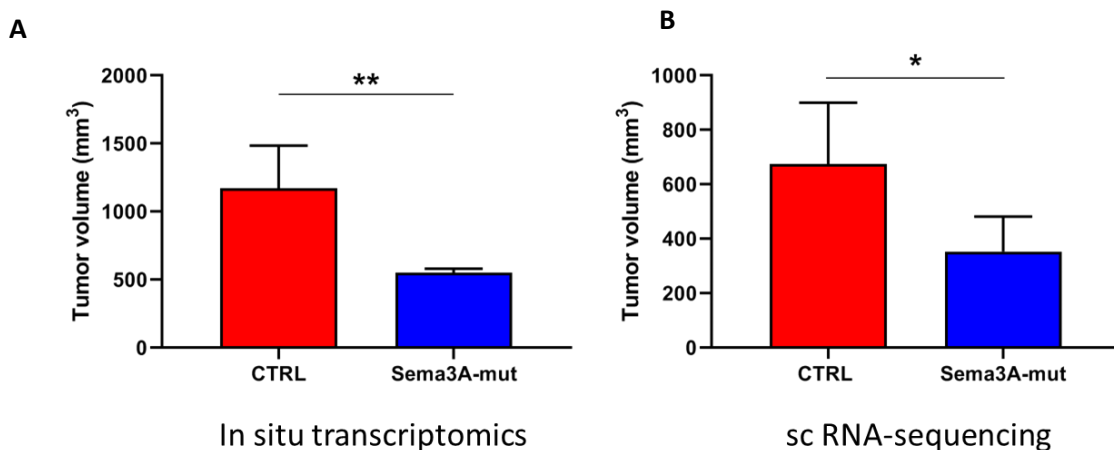 A
B
2000
1500
1000
500
0
Tumor volume (mm³)
**
CTRL
Sema3A-mut
In situ transcriptomics
1000
800
600
400
200
0
Tumor volume (mm³)
*
CTRL
Sema3A-mut
sc RNA-sequencing